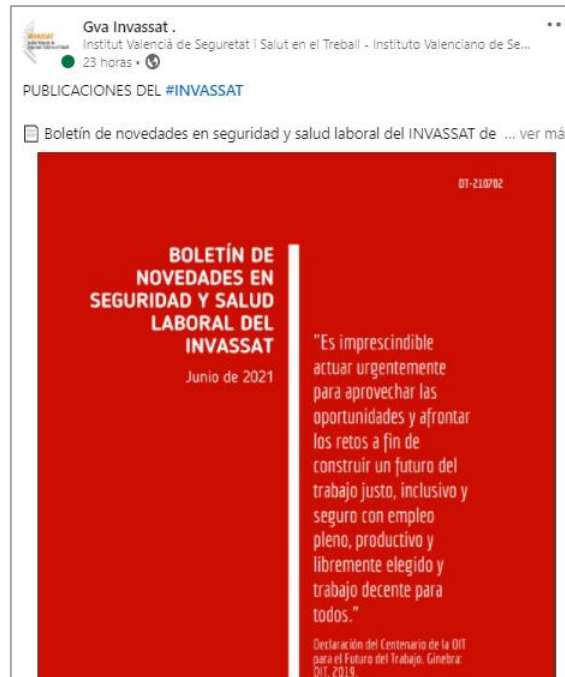 Gva Invassat .
Institut Valencià de Seguretat i Salut en el Treball - Instituto Valenciano de Se...
23 horas •
PUBLICACIONES DEL #INVASSAT
Boletín de novedades en seguridad y salud laboral del INVASSAT de ... ver má
DT-210702
BOLETÍN DE
NOVEDADES EN
SEGURIDAD Y SALUD
LABORAL DEL
INVASSAT
Junio de 2021
"Es imprescindible
actuar urgentemente
para aprovechar las
oportunidades y afrontar
los retos a fin de
construir un futuro del
trabajo justo, inclusivo y
seguro con empleo
pleno, productivo y
libremente elegido y
trabajo decente para
todos."
Declaración del Centenario de la OIT
para el Futuro del Trabajo. Ginebra:
OIT, 2019.